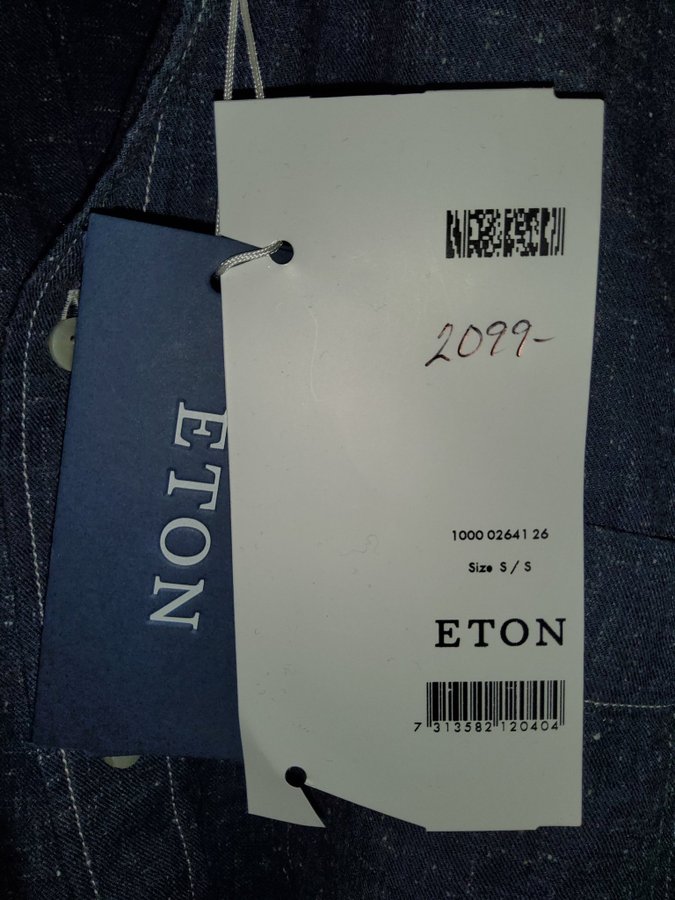 2099-
ETON
1000 02641 26
Size S / S
ETON
7 313582 120404